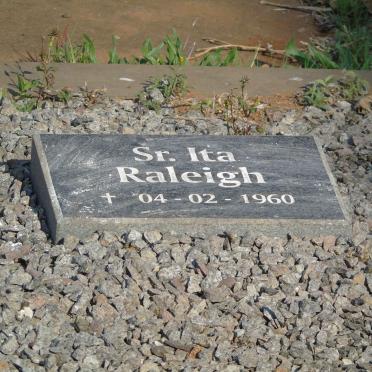 Sr. Ita
Raleigh
† 04 - 02 - 1960